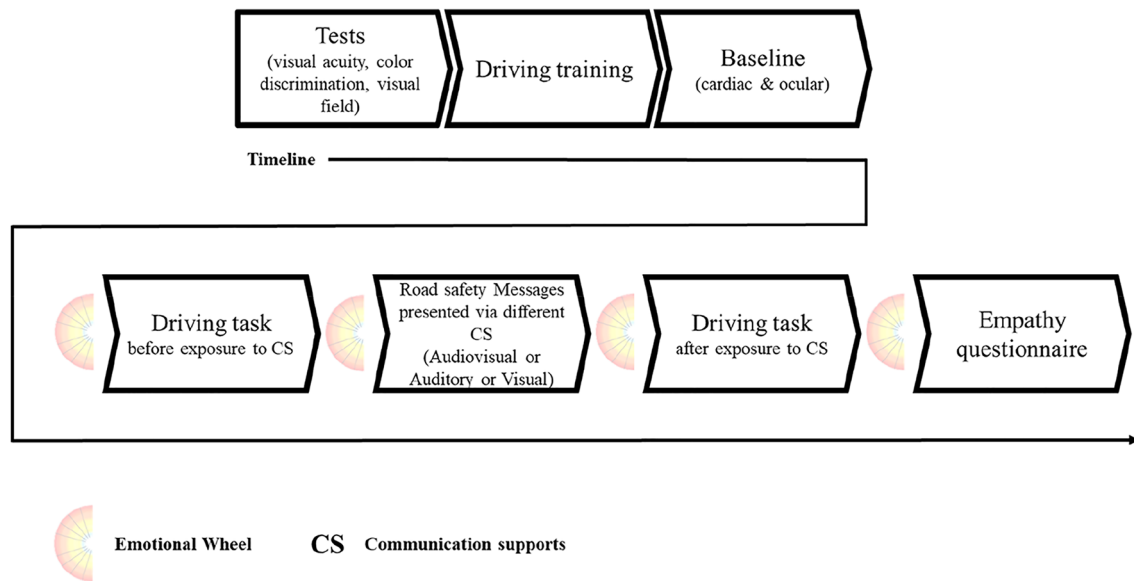 Tests
(visual acuity, color
discrimination, visual
field)
Driving training
Baseline
(cardiac & ocular)
Timeline
Driving task
before exposure to CS
Road safety Messages
presented via different
CS
(Audiovisual or
Auditory or Visual)
Driving task
after exposure to CS
Empathy
questionnaire
Emotional Wheel
CS Communication supports